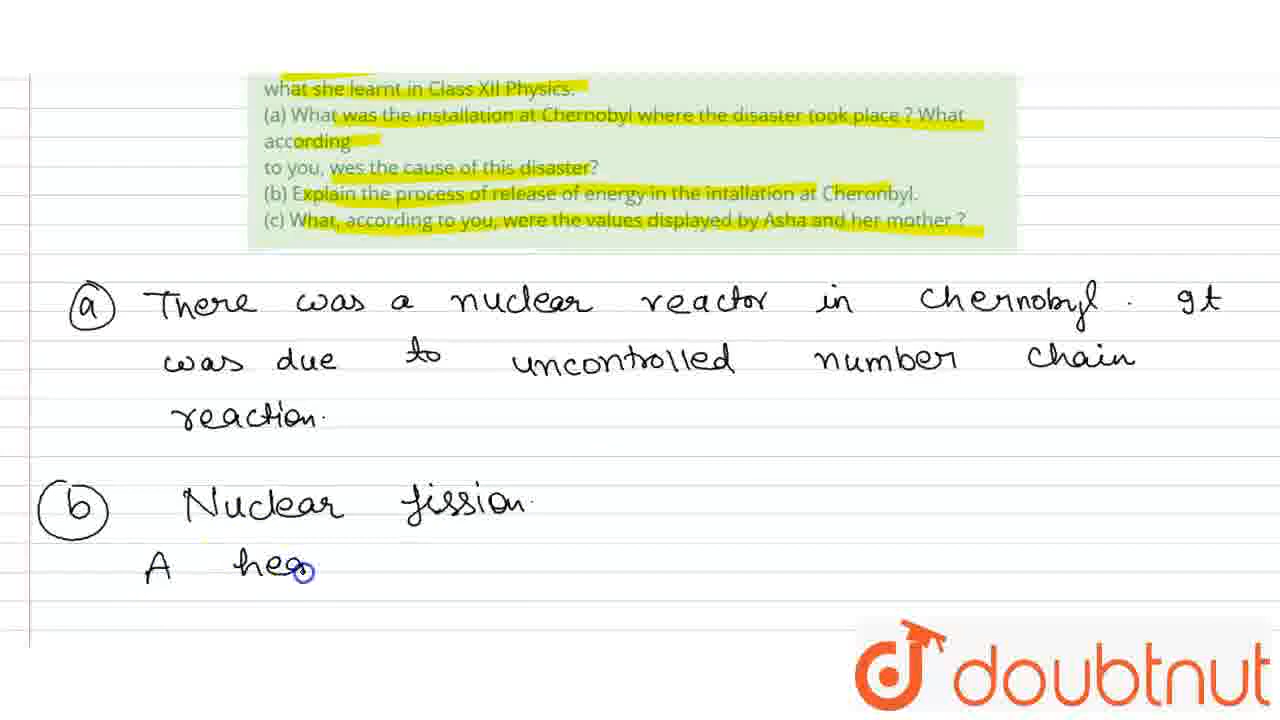 what she learnt in Class XII Physics.
(a) What was the installation at Chernobyl where the disaster took place ? What
according
to you, wes the cause of this disaster?
(b) Explain the process of release of energy in the intallation at Cheronbyl.
(c) What, according to you, were the values displayed by Asha and her mother ?
(a) There was a nuclear reactor in Chernobyl. It
was due to uncontrolled number chain
reaction.
(b) Nuclear fission.
A hea
doubtnut